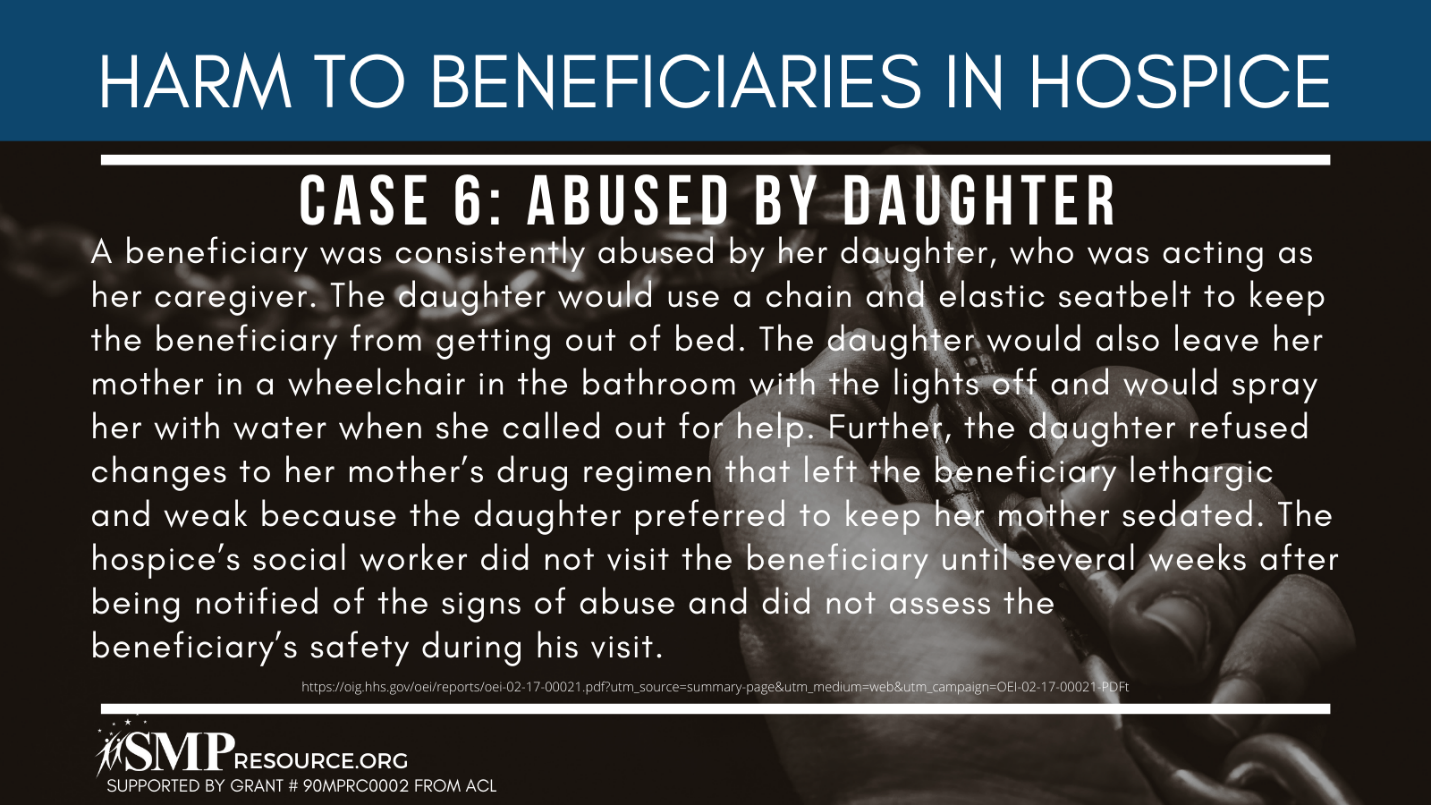 HARM TO BENEFICIARIES IN HOSPICE
CASE 6: ABUSED BY DAUGHTER
A beneficiary was consistently abused by her daughter, who was acting as
her caregiver. The daughter would use a chain and elastic seatbelt to keep
the beneficiary from getting out of bed. The daughter would also leave her
mother in a wheelchair in the bathroom with the lights off and would spray
her with water when she called out for help. Further, the daughter refused
changes to her mother’s drug regimen that left the beneficiary lethargic
and weak because the daughter preferred to keep her mother sedated. The
hospice’s social worker did not visit the beneficiary until several weeks after
being notified of the signs of abuse and did not assess the
beneficiary’s safety during his visit.
https://oig.hhs.gov/oei/reports/oei-02-17-00021.pdf?utm_source=summary-page&utm_medium=web&utm_campaign=OEI-02-17-00021-PDFt
SMPRESOURCE.ORG
SUPPORTED BY GRANT # 90MPRC0002 FROM ACL